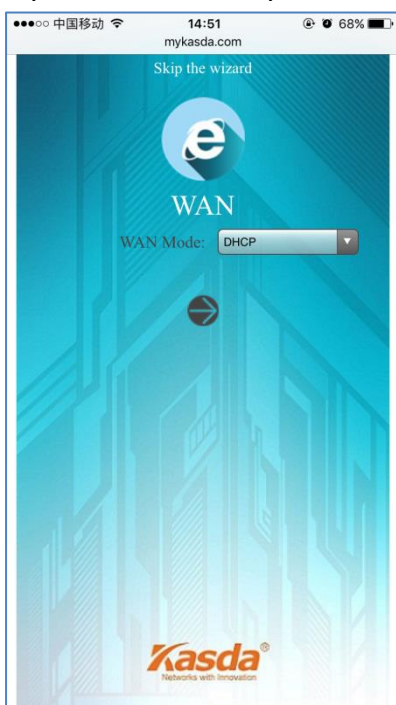 中国移动 14:51 68%
mykasda.com
Skip the wizard
WAN
WAN Mode: DHCP
Kasda®
Networks with Innovation